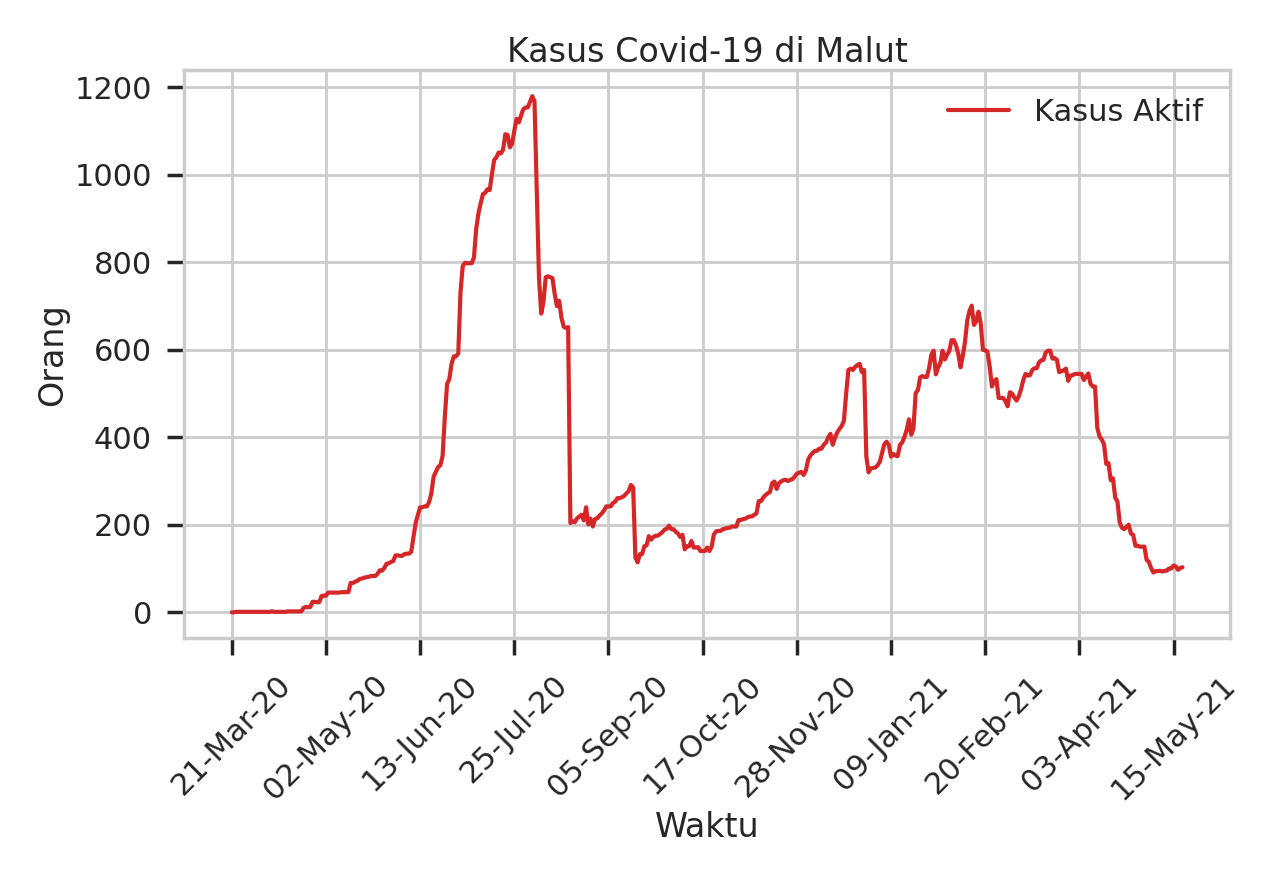 Kasus Covid-19 di Malut
Kasus Aktif
1200
1000
800
600
400
200
0
Orang
21-Mar-20
02-May-20
13-Jun-20
25-Jul-20
05-Sep-20
17-Oct-20
28-Nov-20
09-Jan-21
20-Feb-21
03-Apr-21
15-May-21
Waktu